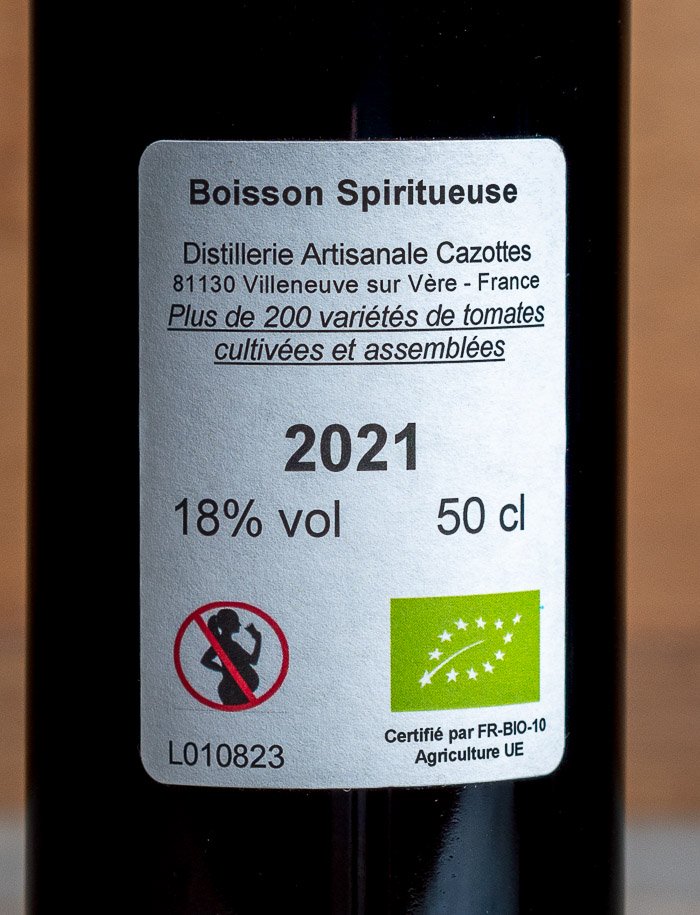 Boisson Spiritueuse
Distillerie Artisanale Cazottes
81130 Villeneuve sur Vère - France
Plus de 200 variétés de tomates
cultivées et assemblées
2021
18% vol 50 cl
L010823
Certifié par FR-BIO-10
Agriculture UE